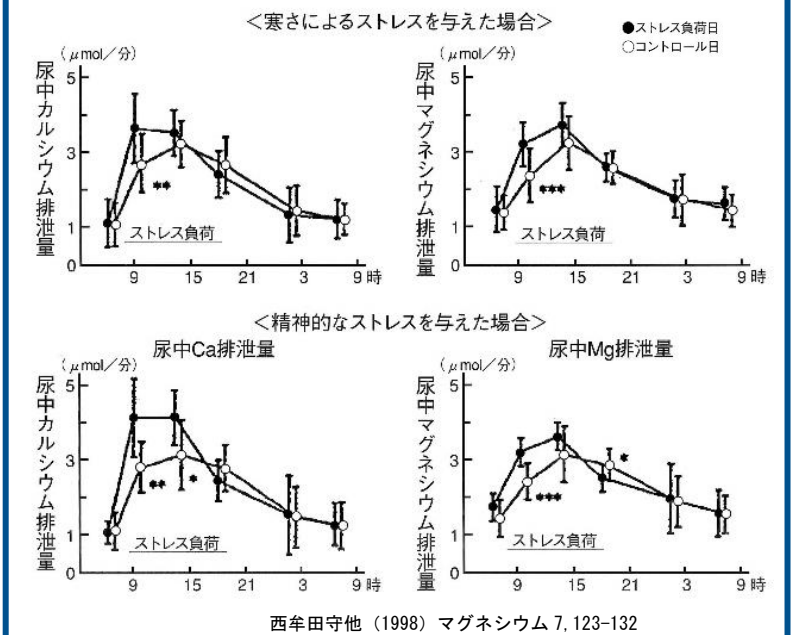 ＜寒さによるストレスを与えた場合＞
●ストレス負荷日
○コントロール日
（μmol／分）
尿中カルシウム排泄量
5
3
1
0
**
ストレス負荷
9 15 21 3 9時
（μmol／分）
尿中マグネシウム排泄量
5
3
1
0
***
ストレス負荷
9 15 21 3 9時
＜精神的なストレスを与えた場合＞
尿中Ca排泄量
（μmol／分）
尿中カルシウム排泄量
5
3
1
0
** *
ストレス負荷
9 15 21 3 9時
尿中Mg排泄量
（μmol／分）
尿中マグネシウム排泄量
5
3
1
0
*** *
ストレス負荷
9 15 21 3 9時
西牟田守他（1998）マグネシウム 7, 123-132